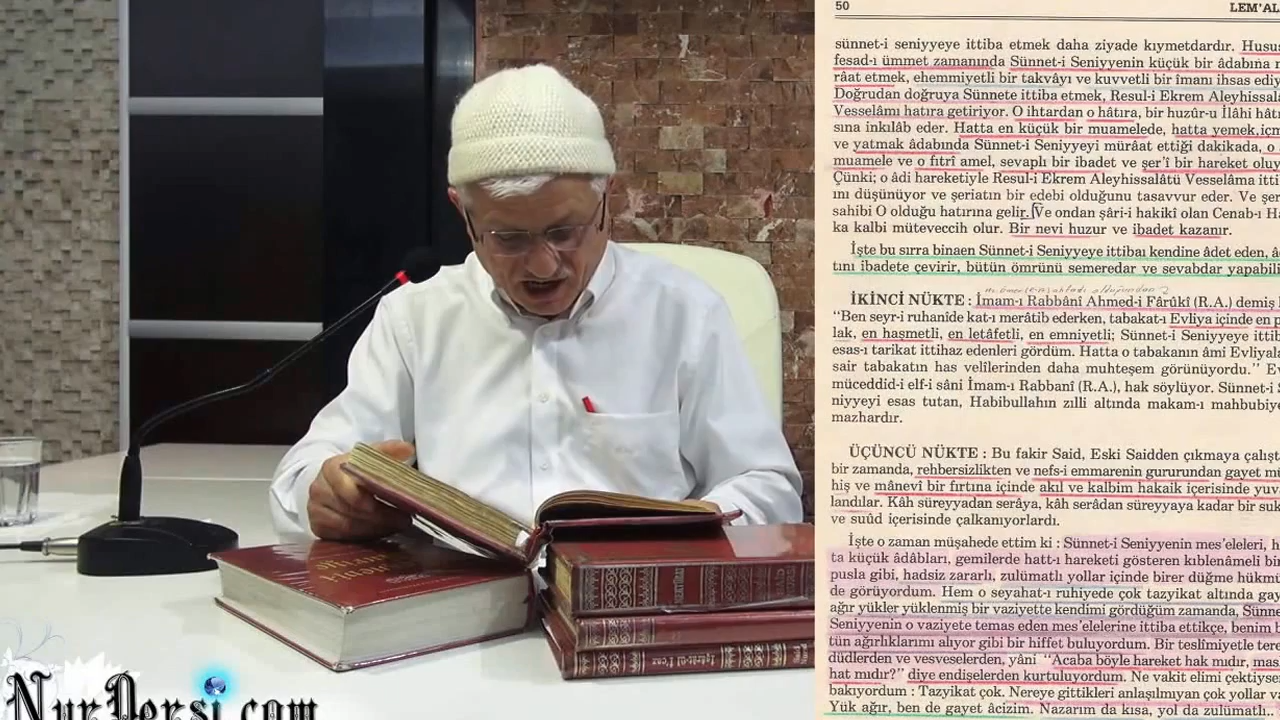 50 LEM'AL
sünnet-i seniyyeye ittiba etmek daha ziyade kıymetdardır. Husus
fesad-ı ümmet zamanında Sünnet-i Seniyyenin küçük bir âdabına m
râat etmek, ehemmiyetli bir takvâyı ve kuvvetli bir îmanı ihsas ediy
Doğrudan doğruya Sünnete ittiba etmek, Resul-i Ekrem Aleyhissala
Vesselâmı hatıra getiriyor. O ihtardan o hâtıra, bir huzûr-u İlâhi hâtı
sına inkılâb eder. Hatta en küçük bir muamelede, hatta yemek,içm
ve yatmak âdabında Sünnet-i Seniyyeyi mürâat ettiği dakikada, o
muamele ve o fıtrî amel, sevaplı bir ibadet ve şer'î bir hareket oluy
Çünki; o âdi hareketiyle Resul-i Ekrem Aleyhissalâtü Vesselâma itti
ını düşünüyor ve şeriatın bir edebi olduğunu tasavvur eder. Ve şer
sahibi O olduğu hatırına gelir. Ve ondan şâri-i hakikî olan Cenab-ı Ha
ka kalbi müteveccih olur. Bir nevi huzur ve ibadet kazanır.
İşte bu sırra binaen Sünnet-i Seniyyeye ittibaı kendine âdet eden, âd
tını ibadete çevirir, bütün ömrünü semeredar ve sevabdar yapabili
İKİNCİ NÜKTE : İmam-ı Rabbânî Ahmed-i Fârûkî (R.A.) demiş
"Ben seyr-i ruhanîde kat-ı merâtib ederken, tabakat-ı Evliya içinde en p
lak, en haşmetli, en letâfetli, en emniyetli; Sünnet-i Seniyyeye ittib
esas-ı tarikat ittihaz edenleri gördüm. Hatta o tabakanın âmi Evliyala
sair tabakatın has velîlerinden daha muhteşem görünüyordu." Ev
müceddid-i elf-i sâni İmam-ı Rabbanî (R.A.), hak söylüyor. Sünnet-i
niyyeyi esas tutan, Habibullahın zılli altında makam-ı mahbubiye
mazhardır.
ÜÇÜNCÜ NÜKTE : Bu fakir Said, Eski Saidden çıkmaya çalışt
bir zamanda, rehbersizlikten ve nefs-i emmarenin gururundan gayet mü
hiş ve mânevî bir fırtına içinde akıl ve kalbim hakaik içerisinde yuv
landılar. Kâh süreyyadan serâya, kâh serâdan süreyyaya kadar bir suk
ve suûd içerisinde çalkanıyorlardı.
İşte o zaman müşahede ettim ki : Sünnet-i Seniyyenin mes'eleleri, h
ta küçük âdâbları, gemilerde hatt-ı hareketi gösteren kıblenâmeli bir
pusla gibi, hadsiz zararlı, zulümatlı yollar içinde birer düğme hükmü
de görüyordum. Hem o seyahat-ı ruhiyede çok tazyikat altında gay
ağır yükler yüklenmiş bir vaziyette kendimi gördüğüm zamanda, Sünn
Seniyyenin o vaziyete temas eden mes'elelerine ittiba ettikçe, benim b
tün ağırlıklarımı alıyor gibi bir hiffet buluyordum. Bir teslimiyetle tere
düdlerden ve vesveselerden, yâni "Acaba böyle hareket hak mıdır, mas
hat mıdır?" diye endişelerden kurtuluyordum. Ne vakit elimi çektiyse
bakıyordum : Tazyikat çok. Nereye gittikleri anlaşılmıyan çok yollar va
Yük ağır, ben de gayet âcizim. Nazarım da kısa, yol da zulümatlı..
NurDersi.com